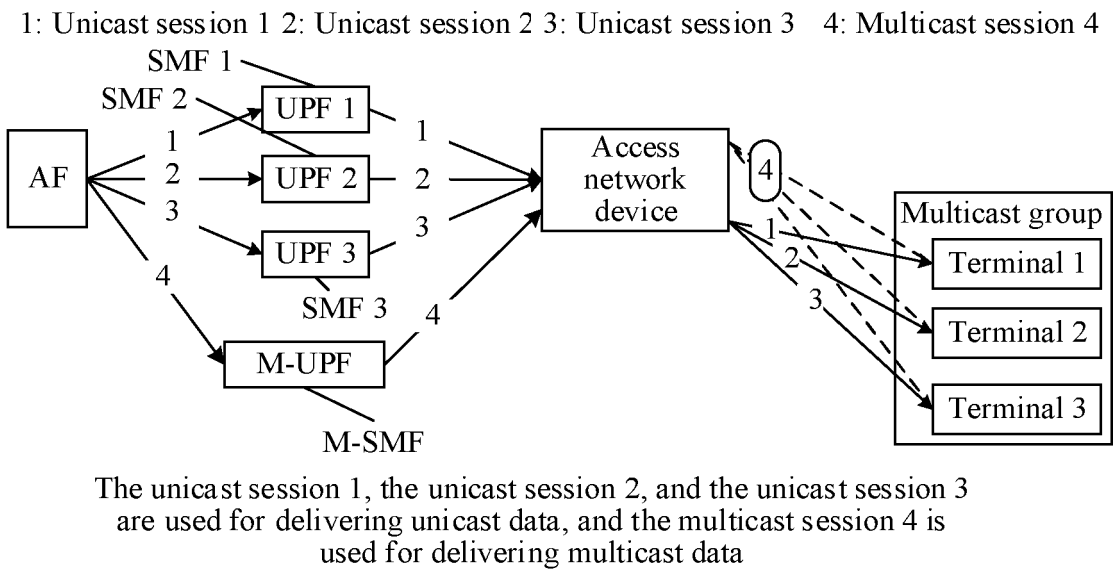 1: Unicast session 1 2: Unicast session 2 3: Unicast session 3 4: Multicast session 4
SMF 1
SMF 2
UPF 1
1
1
AF
2
UPF 2
2
3
UPF 3
3
SMF 3
4
4
M-UPF
M-SMF
Access
network
device
4
1
2
3
Multicast group
Terminal 1
Terminal 2
Terminal 3
The unicast session 1, the unicast session 2, and the unicast session 3
are used for delivering unicast data, and the multicast session 4 is
used for delivering multicast data